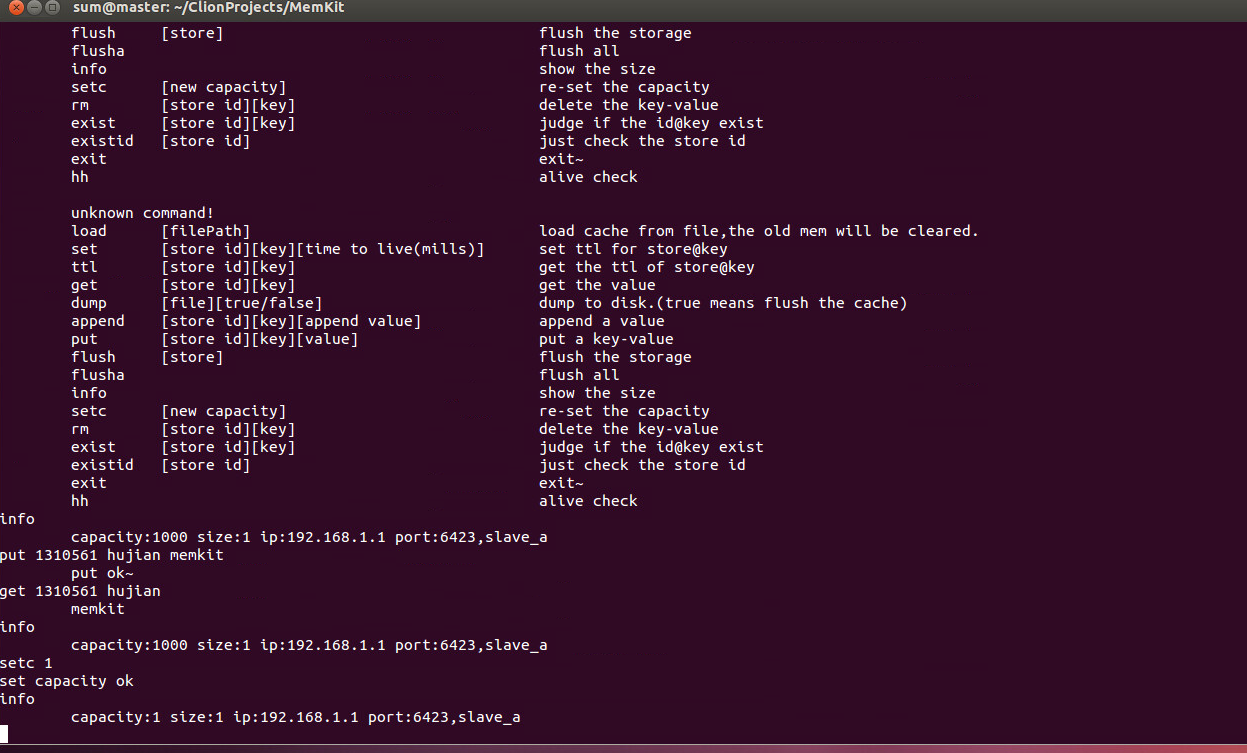 sum@master: ~/ClionProjects/MemKit
flush [store] flush the storage
flusha flush all
info show the size
setc [new capacity] re-set the capacity
rm [store id][key] delete the key-value
exist [store id][key] judge if the id@key exist
existid [store id] just check the store id
exit exit~
hh alive check
unknown command!
load [filePath] load cache from file,the old mem will be cleared.
set [store id][key][time to live(mills)] set ttl for store@key
ttl [store id][key] get the ttl of store@key
get [store id][key] get the value
dump [file][true/false] dump to disk.(true means flush the cache)
append [store id][key][append value] append a value
put [store id][key][value] put a key-value
flush [store] flush the storage
flusha flush all
info show the size
setc [new capacity] re-set the capacity
rm [store id][key] delete the key-value
exist [store id][key] judge if the id@key exist
existid [store id] just check the store id
exit exit~
hh alive check
info
capacity:1000 size:1 ip:192.168.1.1 port:6423,slave_a
put 1310561 hujian memkit
put ok~
get 1310561 hujian
memkit
info
capacity:1000 size:1 ip:192.168.1.1 port:6423,slave_a
setc 1
set capacity ok
info
capacity:1 size:1 ip:192.168.1.1 port:6423,slave_a